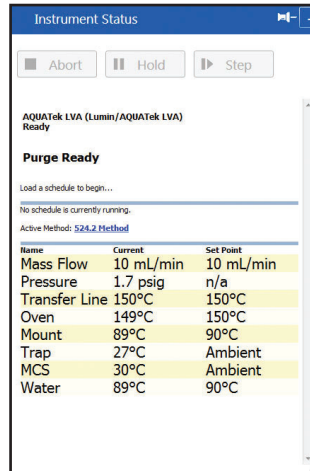 Instrument Status
Abort Hold Step
AQUATek LVA (Lumin/AQUATek LVA)
Ready
Purge Ready
Load a schedule to begin...
No schedule is currently running.
Active Method: 524.2 Method
Name Current Set Point
Mass Flow 10 mL/min 10 mL/min
Pressure 1.7 psig n/a
Transfer Line 150°C 150°C
Oven 149°C 150°C
Mount 89°C 90°C
Trap 27°C Ambient
MCS 30°C Ambient
Water 89°C 90°C